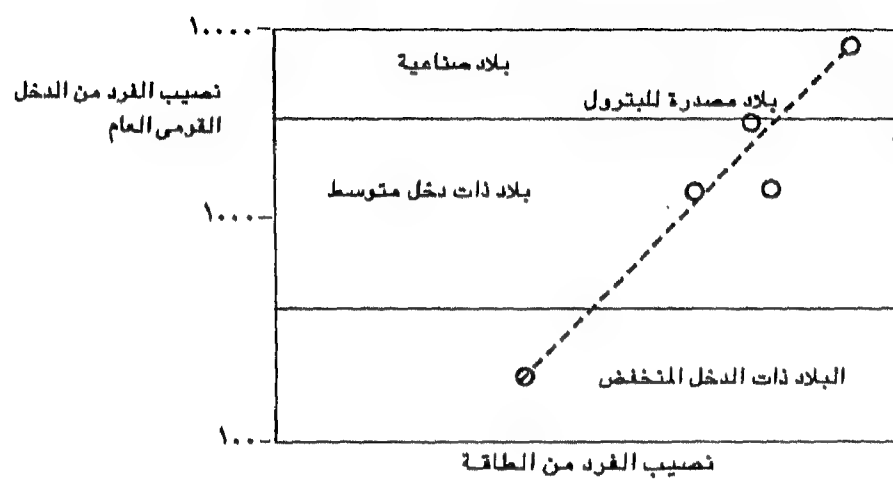 ١٠٠٠٠
بلاد صناعية
نصيب الفرد من الدخل
القومى العام
بلاد مصدرة للبترول
بلاد ذات دخل متوسط
١٠٠٠
البلاد ذات الدخل المنخفض
١٠٠
نصيب الفرد من الطاقة